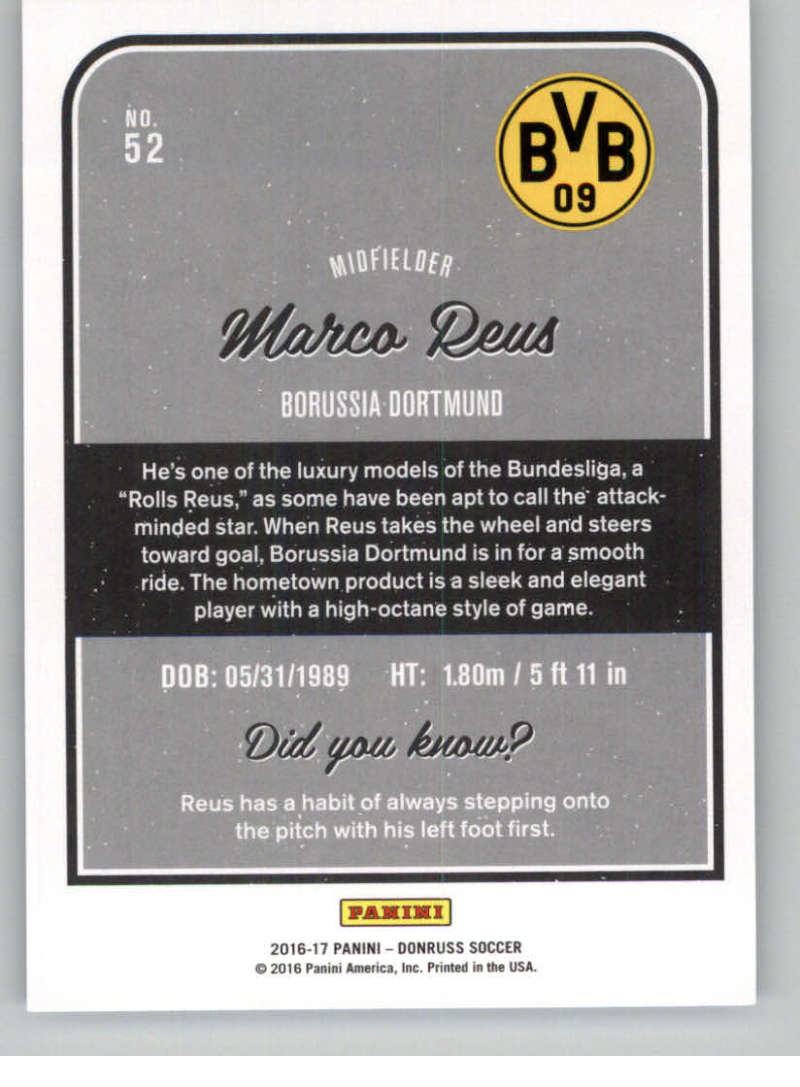 NO.
52
BVB
09
MIDFIELDER
Marco Reus
BORUSSIA DORTMUND
He's one of the luxury models of the Bundesliga, a
“Rolls Reus,” as some have been apt to call the attack-
minded star. When Reus takes the wheel and steers
toward goal, Borussia Dortmund is in for a smooth
ride. The hometown product is a sleek and elegant
player with a high-octane style of game.
DOB: 05/31/1989 HT: 1.80m / 5 ft 11 in
Did you know?
Reus has a habit of always stepping onto
the pitch with his left foot first.
PANINI
2016-17 PANINI – DONRUSS SOCCER
© 2016 Panini America, Inc. Printed in the USA.